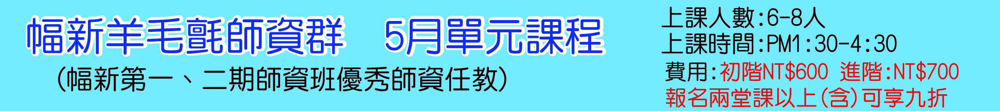 幅新羊毛氈師資群　5月單元課程
(幅新第一、二期師資班優秀師資任教)
上課人數:6-8人
上課時間:PM1:30-4:30
費用:初階NT$600 進階:NT$700
報名兩堂課以上(含)可享九折